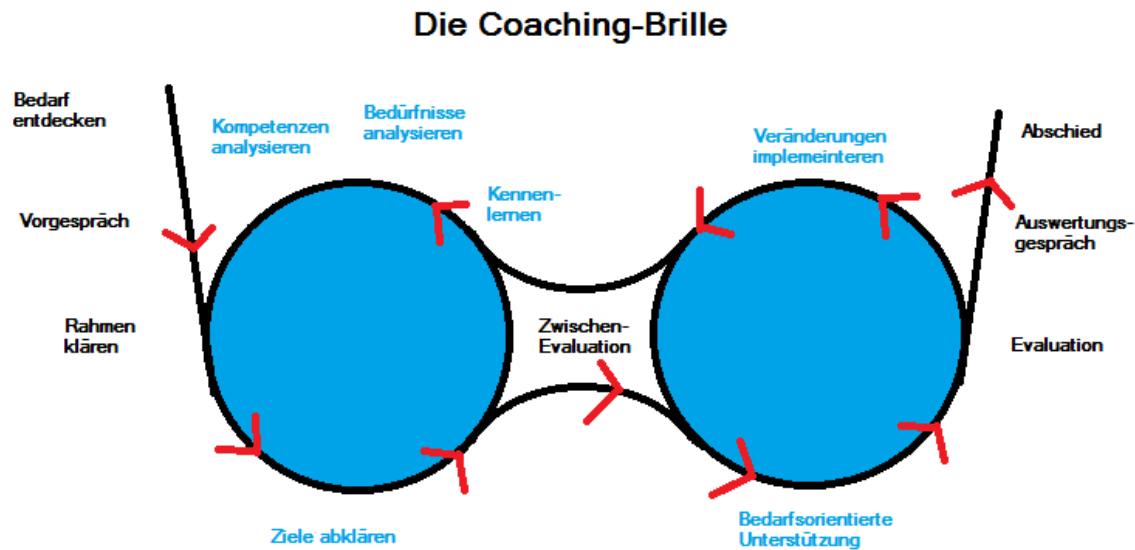 Die Coaching-Brille
Bedarf
entdecken
Kompetenzen
analysieren
Bedürfnisse
analysieren
Kennen-
lernen
Vorgespräch
Rahmen
klären
Ziele abklären
Zwischen-
Evaluation
Veränderungen
implemeinteren
Bedarfsorientierte
Unterstützung
Abschied
Auswertungs-
gespräch
Evaluation